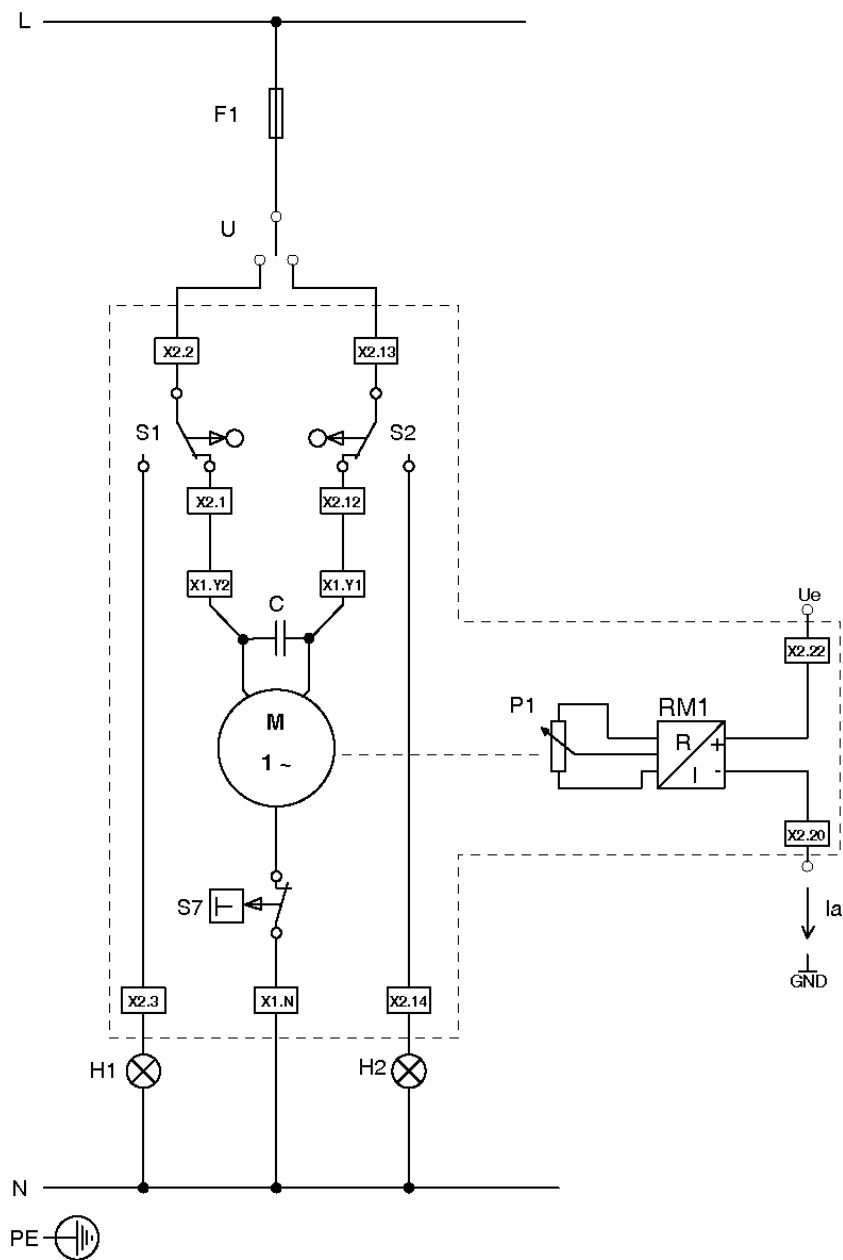 L
F1
U
X2.2
X2.13
S1
S2
X2.1
X2.12
X1.Y2
X1.Y1
C
Ue
X2.22
M
1 ~
P1
RM1
R
+
I
-
X2.20
S7
Ia
GND
X2.3
X1.N
X2.14
H1
H2
N
PE